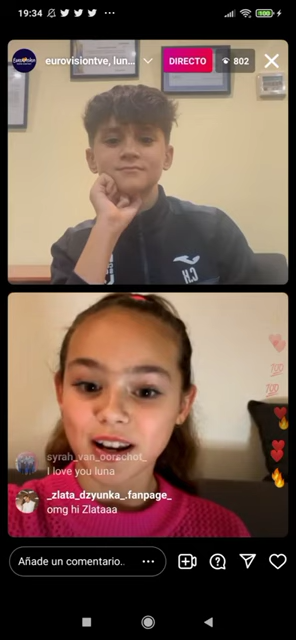 19:34
100
eurovisiontve, lun...
DIRECTO
802
C.H
syrah_van_oorschot_
I love you luna
_zlata_dzyunka_.fanpage_
omg hi Zlataaa
Añade un comentario..